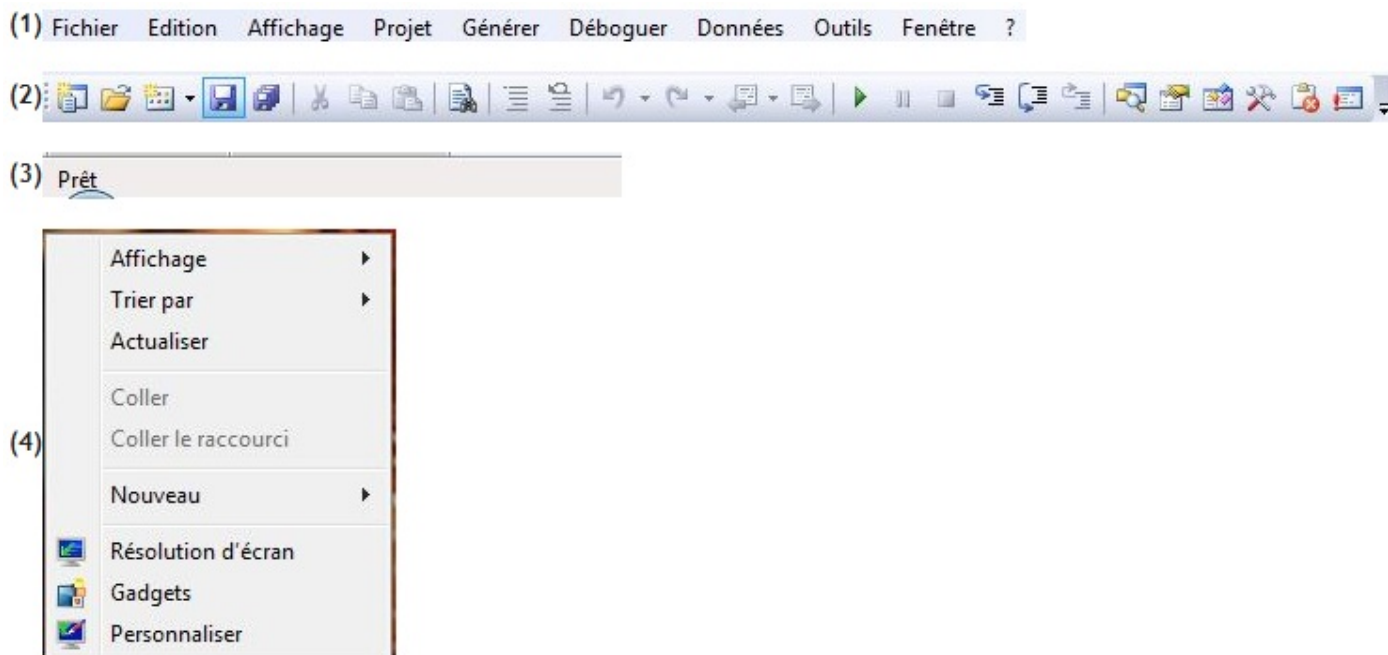 (1) Fichier Edition Affichage Projet Générer Déboguer Données Outils Fenêtre ?
(2)
(3) Prêt
Affichage
Trier par
Actualiser
Coller
(4) Coller le raccourci
Nouveau
Résolution d'écran
Gadgets
Personnaliser